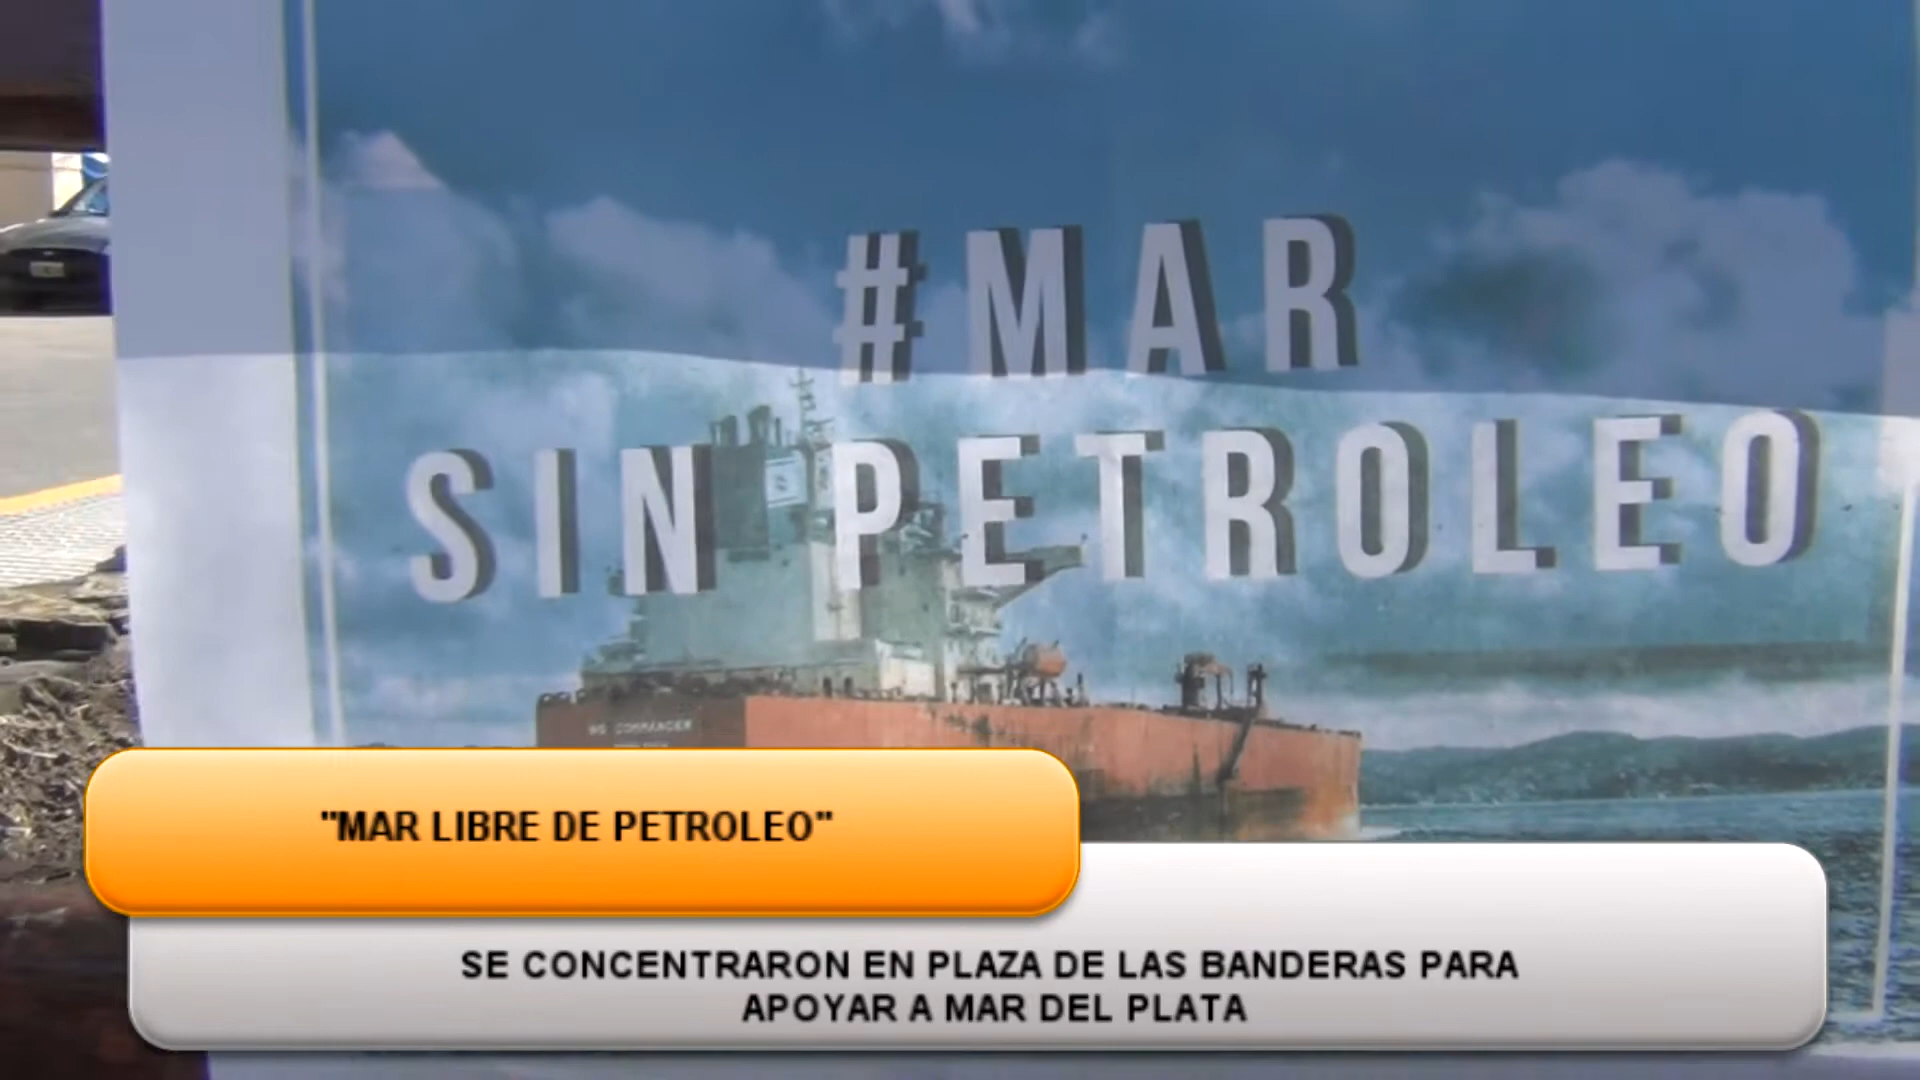 #MAR
SIN PETROLEO
COMMANDER
"MAR LIBRE DE PETROLEO"
SE CONCENTRARON EN PLAZA DE LAS BANDERAS PARA
APOYAR A MAR DEL PLATA